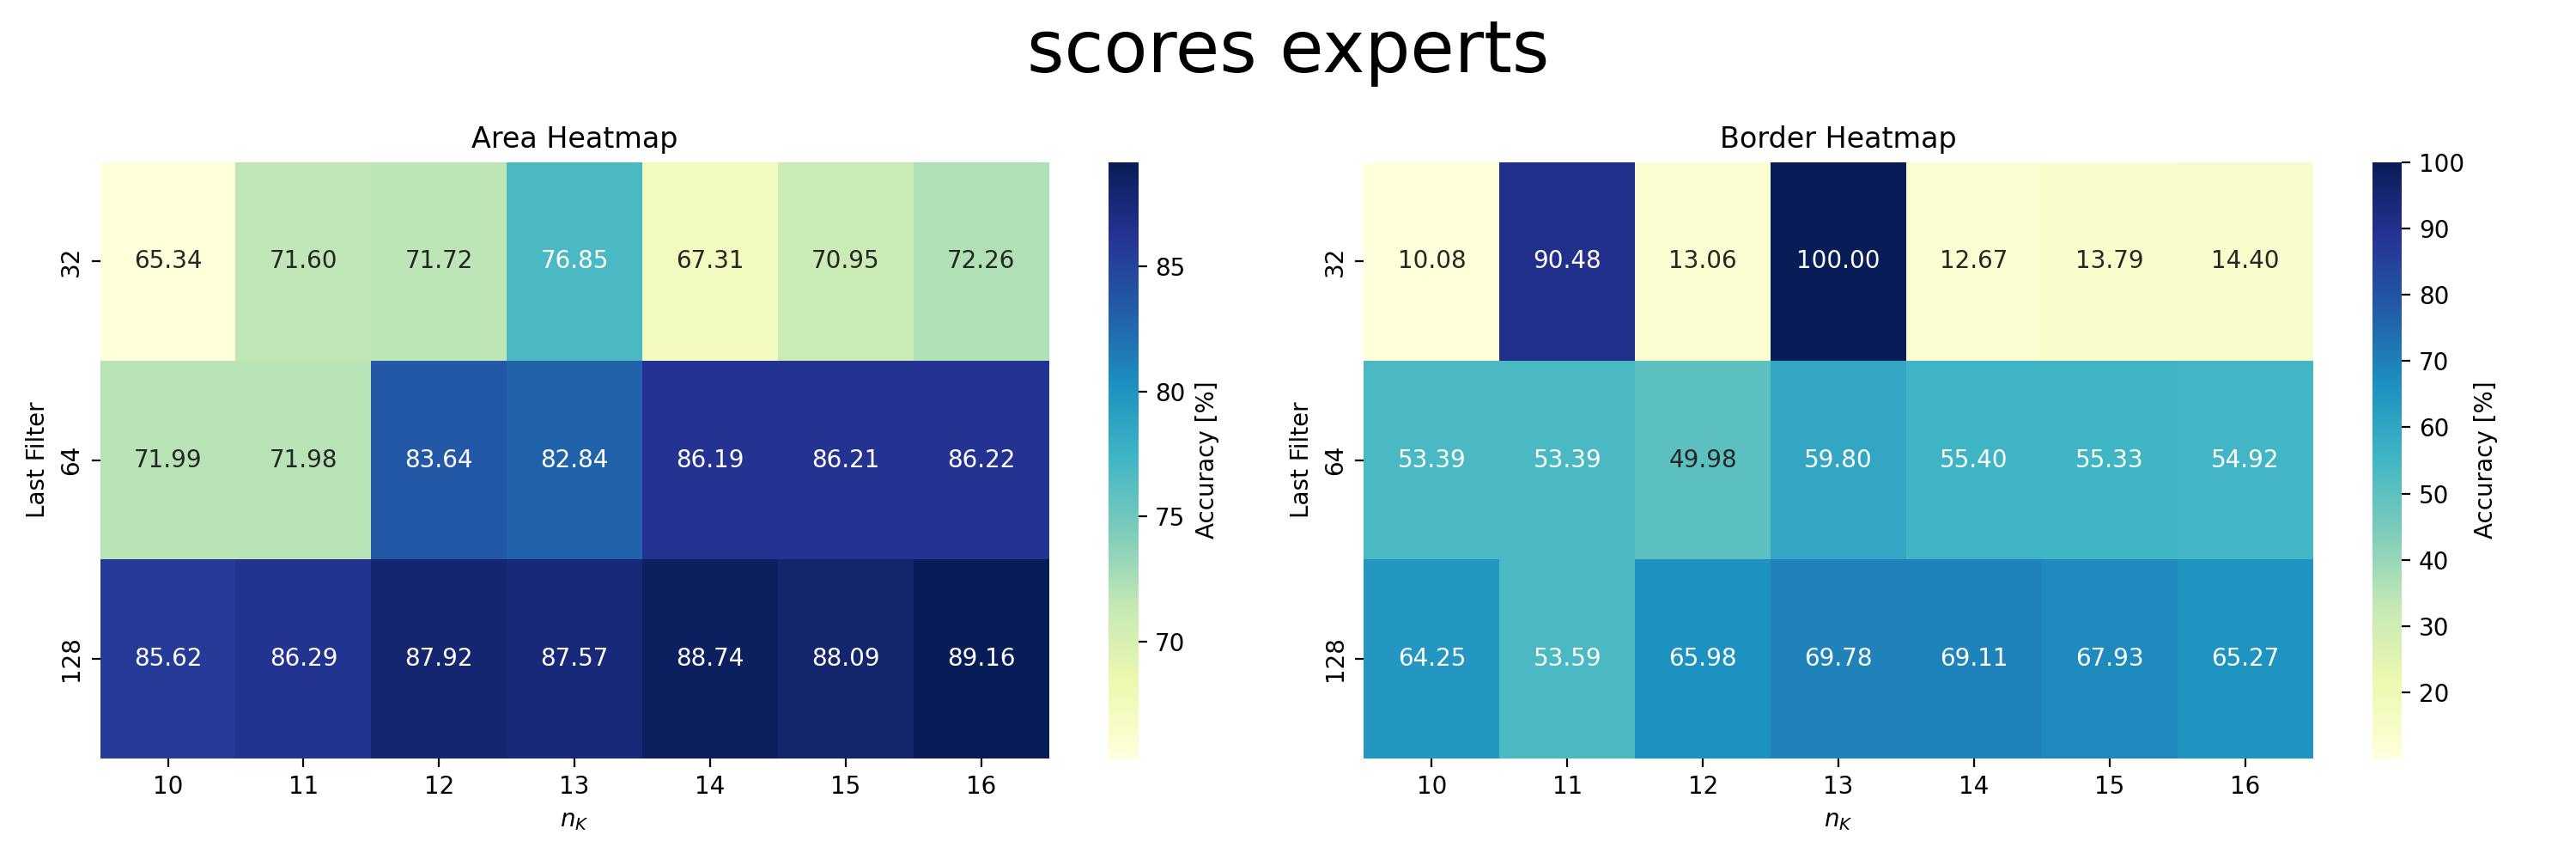 scores experts
Area Heatmap
Last Filter
32
65.34 71.60 71.72 76.85 67.31 70.95 72.26
64
71.99 71.98 83.64 82.84 86.19 86.21 86.22
128
85.62 86.29 87.92 87.57 88.74 88.09 89.16
10 11 12 13 14 15 16
n_K
85
80
75
70
Accuracy [%]
Border Heatmap
Last Filter
32
10.08 90.48 13.06 100.00 12.67 13.79 14.40
64
53.39 53.39 49.98 59.80 55.40 55.33 54.92
128
64.25 53.59 65.98 69.78 69.11 67.93 65.27
10 11 12 13 14 15 16
n_K
100
90
80
70
60
50
40
30
20
Accuracy [%]